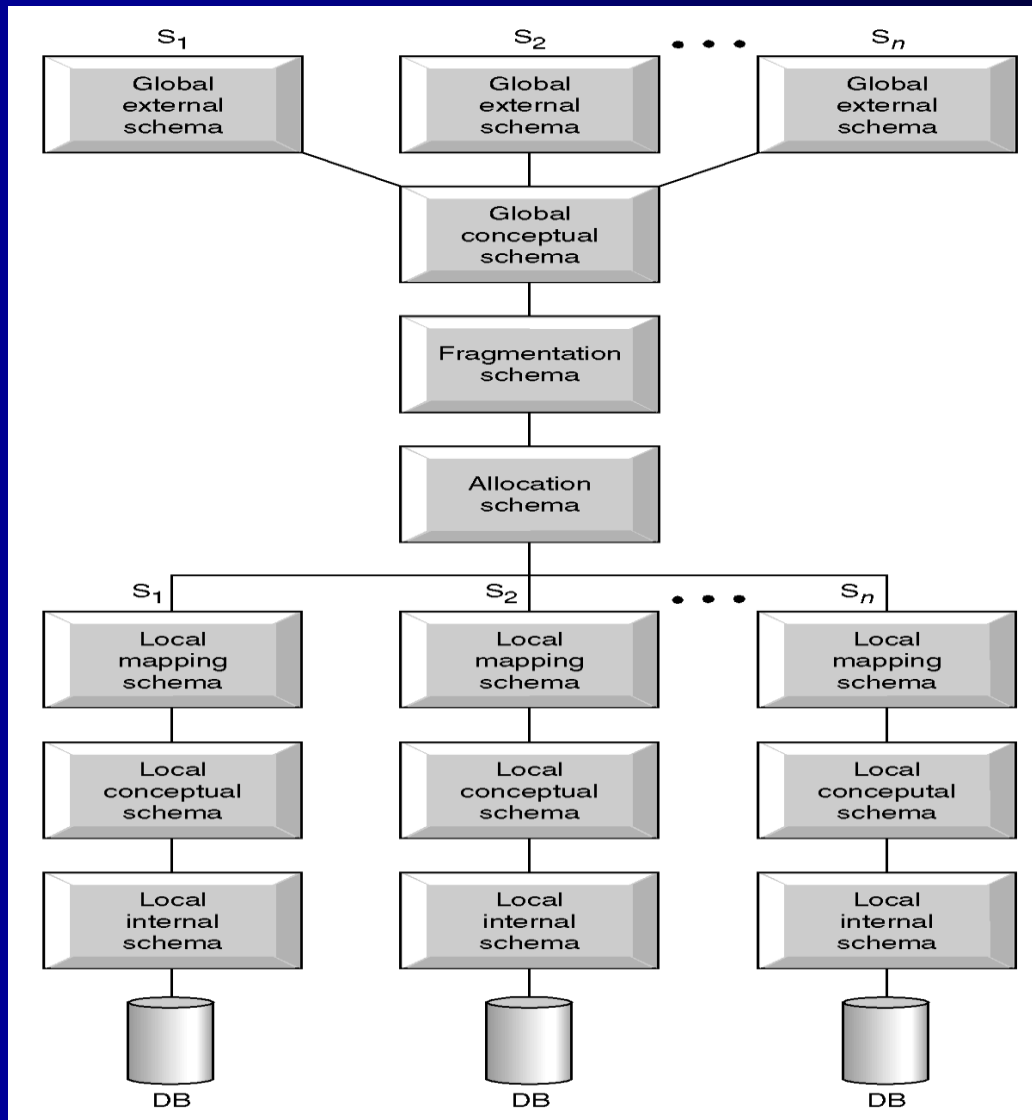 S1
S2
Sn
Global
external
schema
Global
external
schema
Global
external
schema
Global
conceptual
schema
Fragmentation
schema
Allocation
schema
S1
S2
Sn
Local
mapping
schema
Local
mapping
schema
Local
mapping
schema
Local
conceptual
schema
Local
conceptual
schema
Local
conceputal
schema
Local
internal
schema
Local
internal
schema
Local
internal
schema
DB
DB
DB